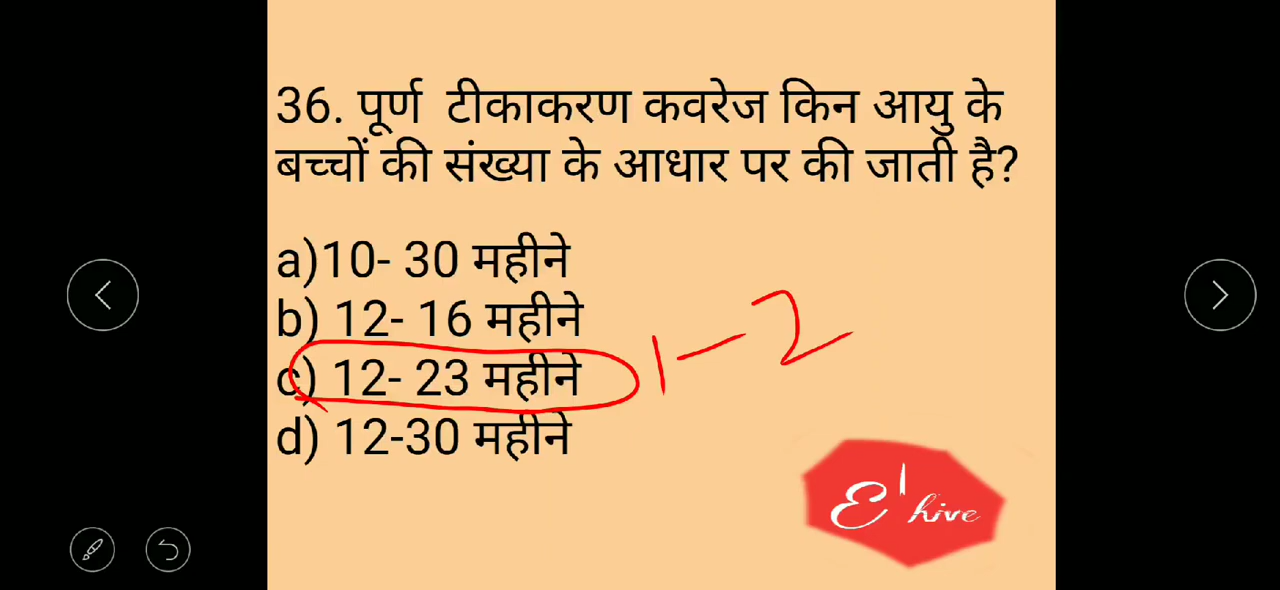 36. पूर्ण टीकाकरण कवरेज किन आयु के
बच्चों की संख्या के आधार पर की जाती है?
a)10- 30 महीने
b) 12- 16 महीने
c) 12- 23 महीने
1-2
d) 12-30 महीने
E'hive